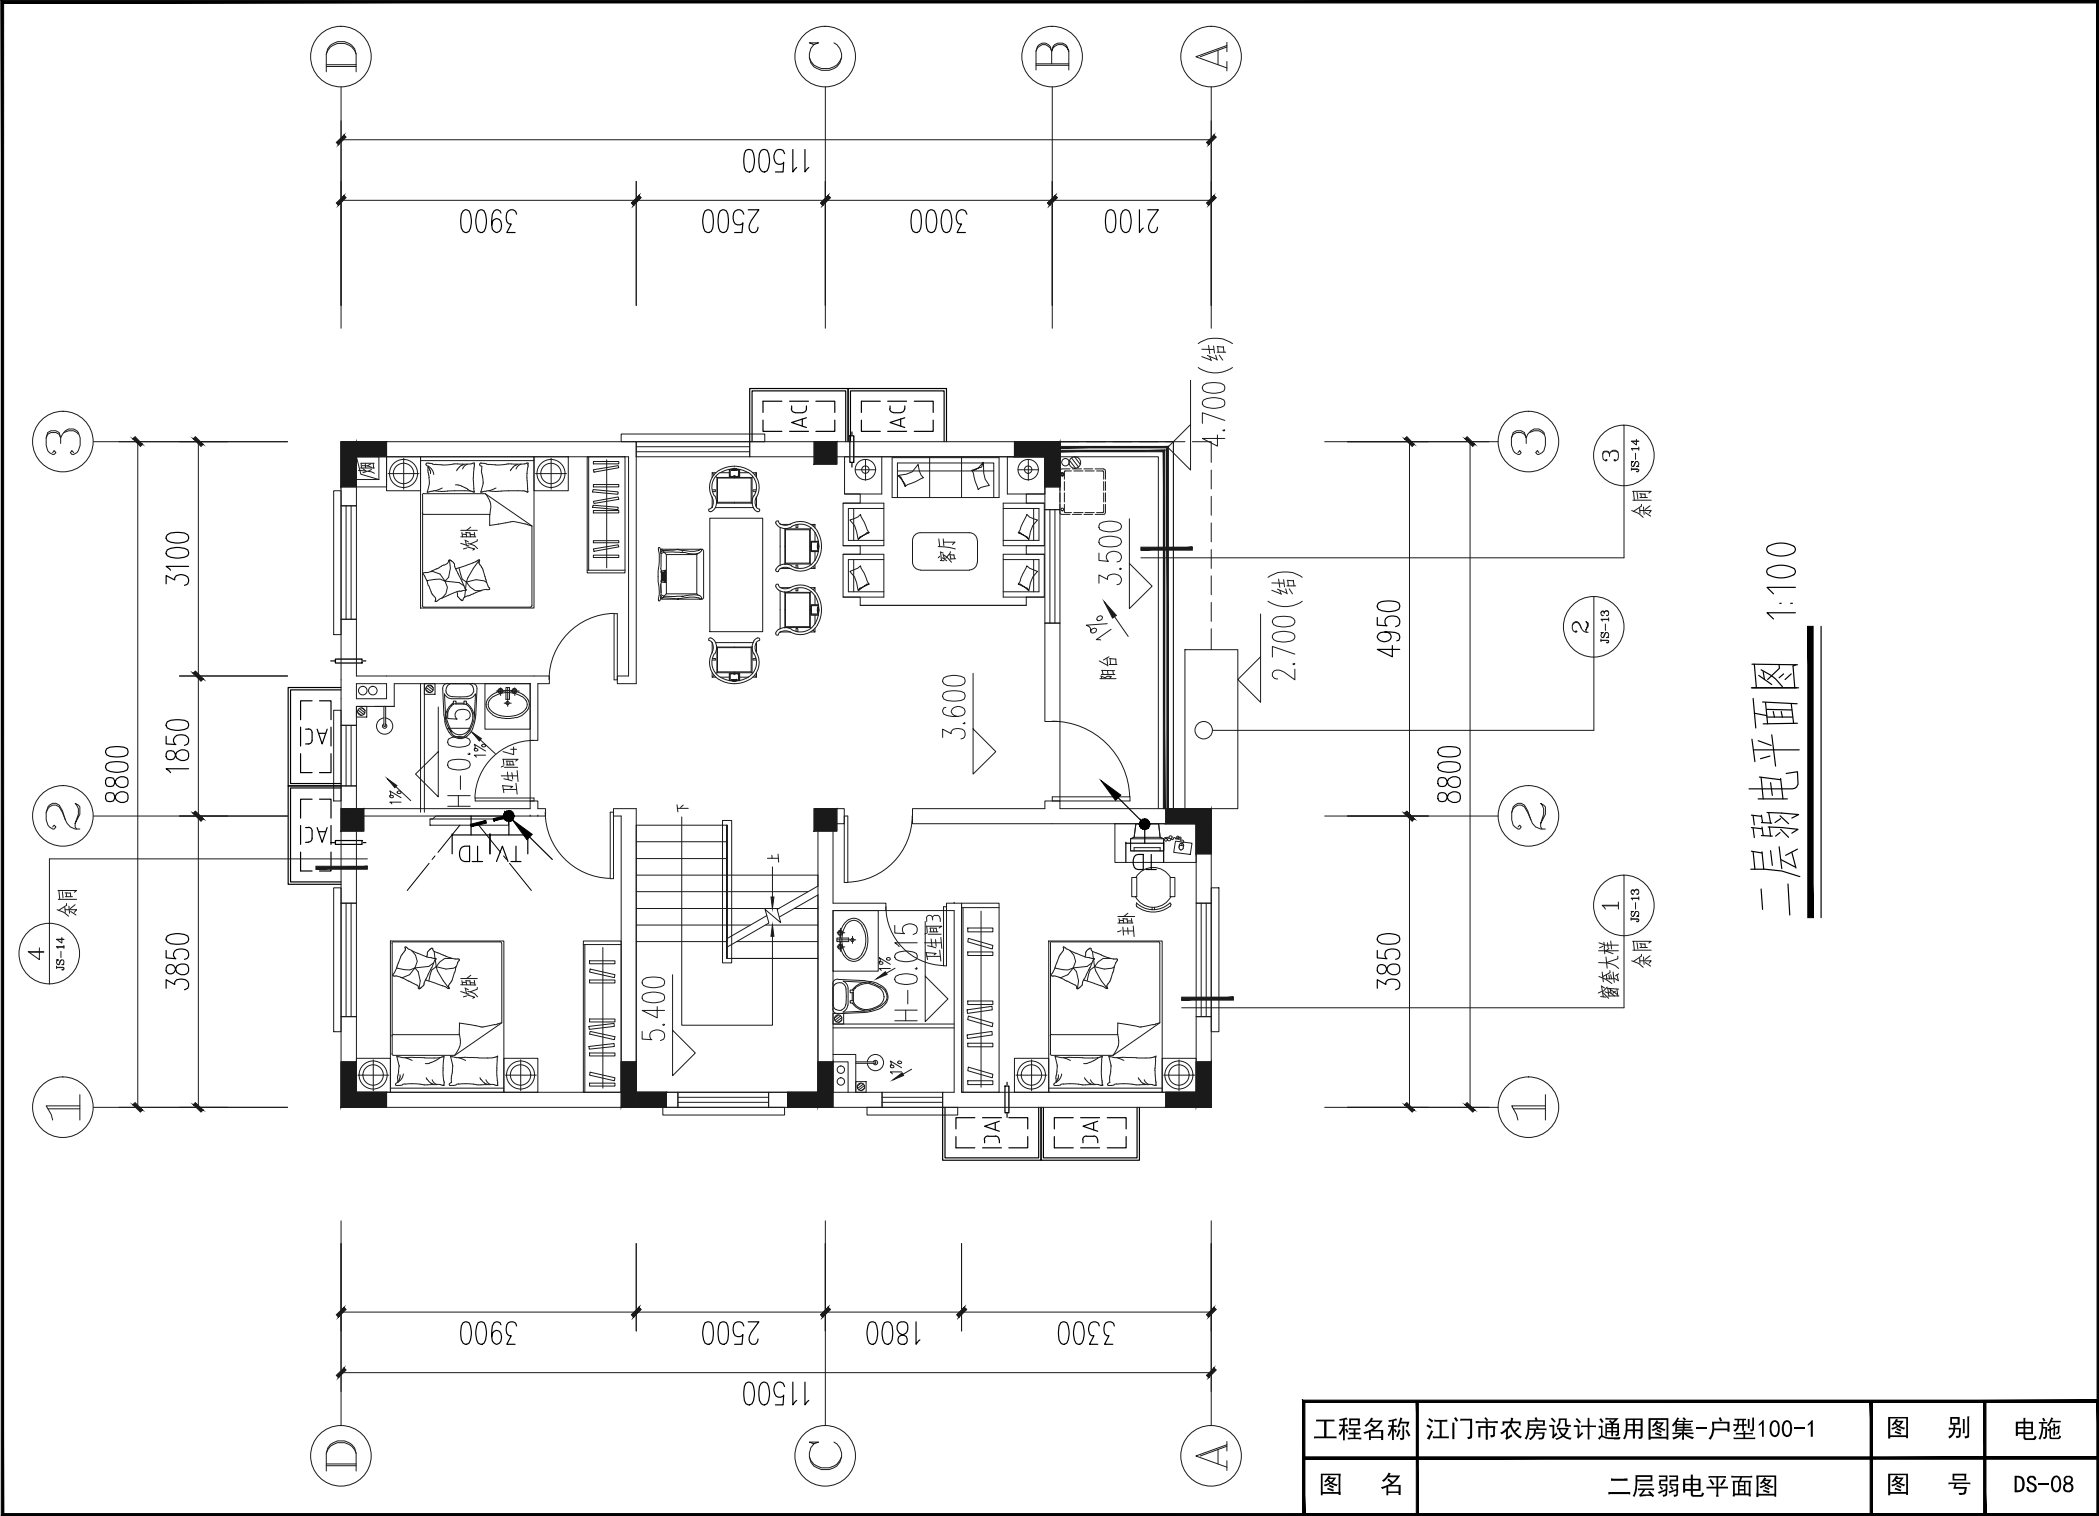 D
C
B
A
11500
3900
2500
3000
2100
3
2
1
8800
3100
1850
3850
4
JS-14
余同
烟
次卧
AC
AC
客厅
阳台
1%
3.500
3.600
4.700(结)
2.700(结)
AC
AC
1%
1%
卫生间4
TD
TV
下
上
次卧
5.400
1%
卫生间3
H-0.015
1%
主卧
TD
AC
AC
3
2
1
4950
3850
8800
3
JS-14
余同
2
JS-13
1
JS-13
窗套大样
余同
3900
2500
1800
3300
11500
D
C
A
二层弱电平面图 1:100
工程名称 江门市农房设计通用图集-户型100-1 图 别 电施
图 名 二层弱电平面图 图 号 DS-08